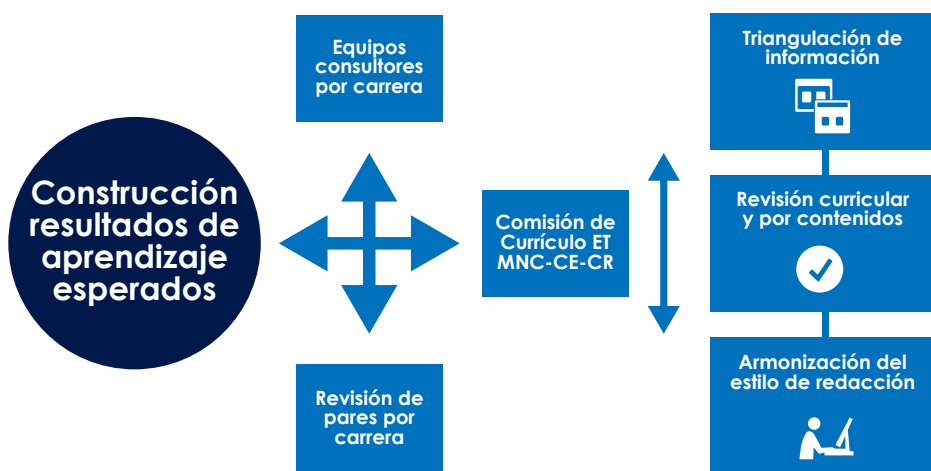 Construcción
resultados de
aprendizaje
esperados
Equipos
consultores
por carrera
Comisión de
Currículo ET
MNC-CE-CR
Revisión de
pares por
carrera
Triangulación de
información
Revisión curricular
y por contenidos
Armonización del
estilo de redacción